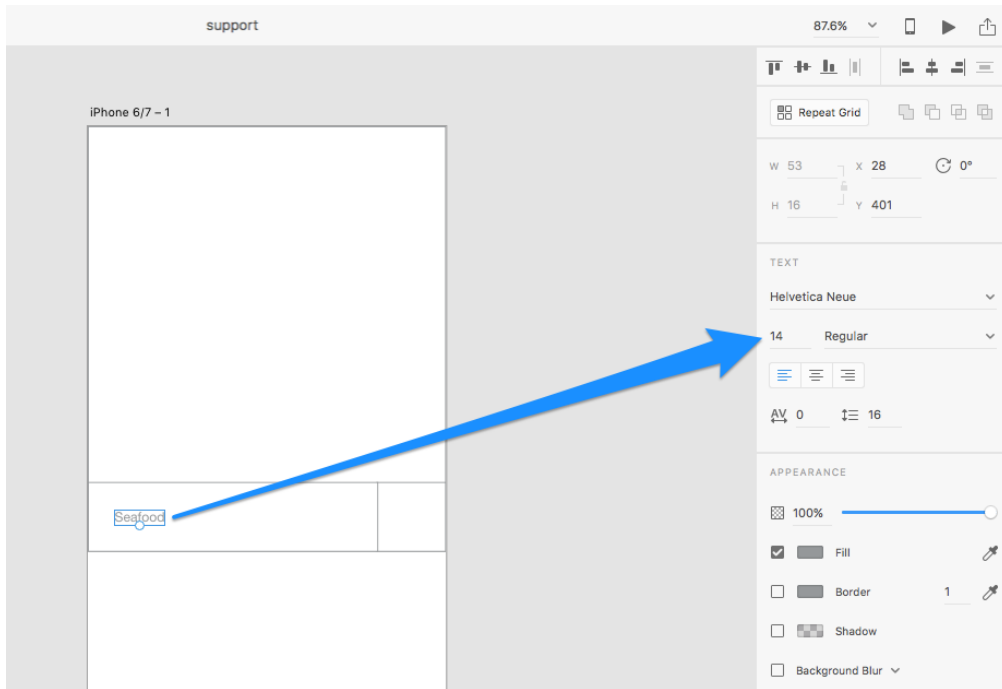 support
87.6%
iPhone 6/7 – 1
Repeat Grid
W 53 X 28 0°
H 16 Y 401
TEXT
Helvetica Neue
14 Regular
AV 0 16
Seafood
APPEARANCE
100%
Fill
Border 1
Shadow
Background Blur